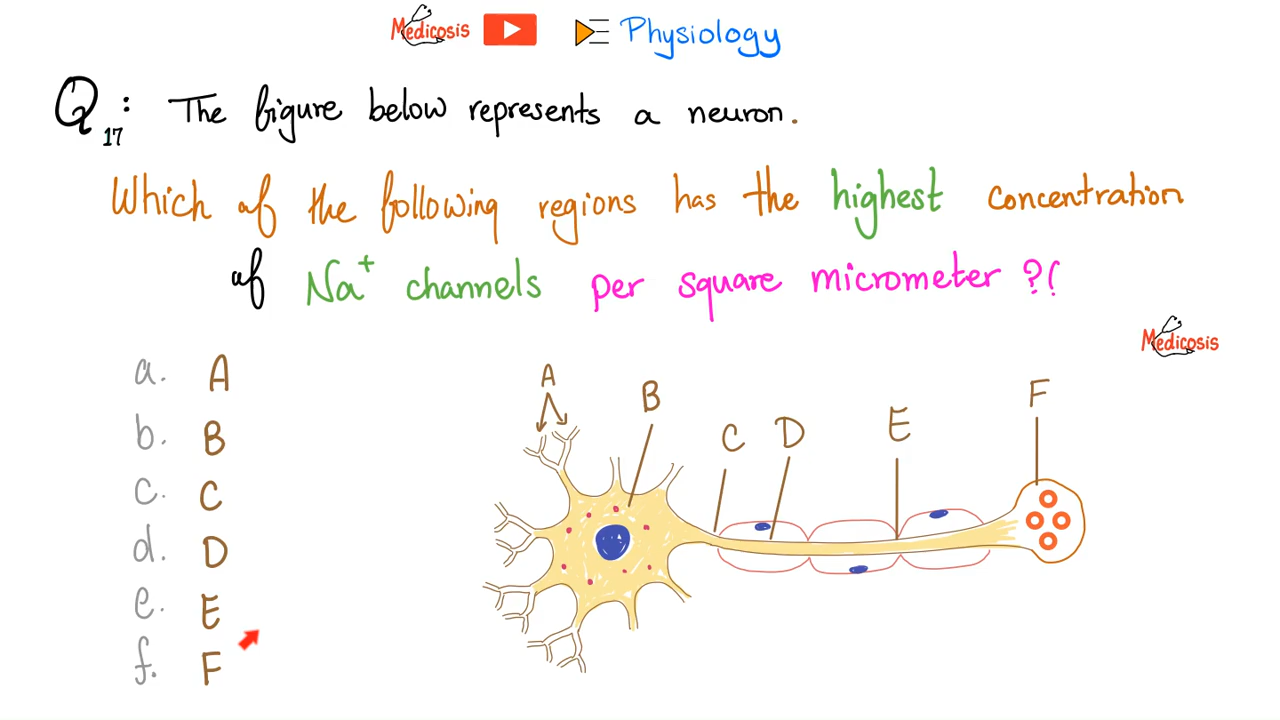 Medicosis Physiology
Q17: The figure below represents a neuron.
Which of the following regions has the highest concentration
of Na+ channels per square micrometer ?(
Medicosis
a. A
b. B
c. C
d. D
e. E
f. F
A
B
C D
E
F